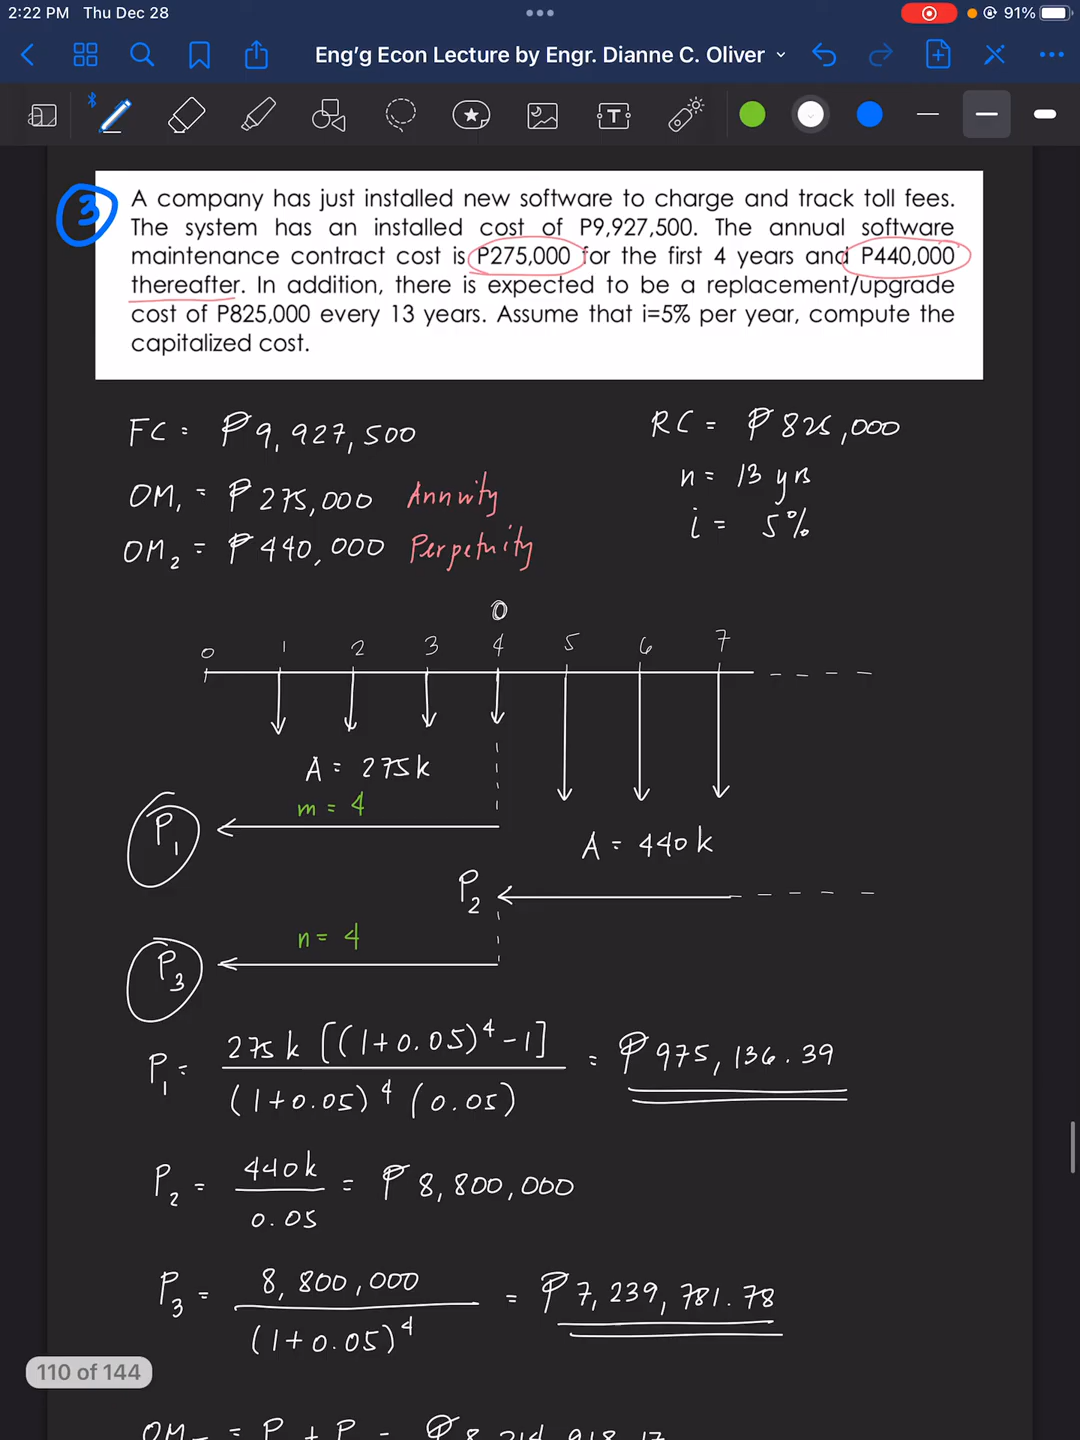 2:22 PM Thu Dec 28
91%
Eng'g Econ Lecture by Engr. Dianne C. Oliver
3
A company has just installed new software to charge and track toll fees.
The system has an installed cost of P9,927,500. The annual software
maintenance contract cost is P275,000 for the first 4 years and P440,000
thereafter. In addition, there is expected to be a replacement/upgrade
cost of P825,000 every 13 years. Assume that i=5% per year, compute the
capitalized cost.
FC = ₱9,927,500
RC = ₱825,000
n = 13 yrs
OM₁ = ₱275,000 Annuity
i = 5%
OM₂ = ₱440,000 Perpetuity
0
0 1 2 3 4 5 6 7
A = 275k
m = 4
P₁
A = 440k
P₂
n = 4
P₃
P₁ = 275k [(1+0.05)⁴-1] / (1+0.05)⁴ (0.05) = ₱975,136.39
P₂ = 440k / 0.05 = ₱8,800,000
P₃ = 8,800,000 / (1+0.05)⁴ = ₱7,239,781.78
110 of 144